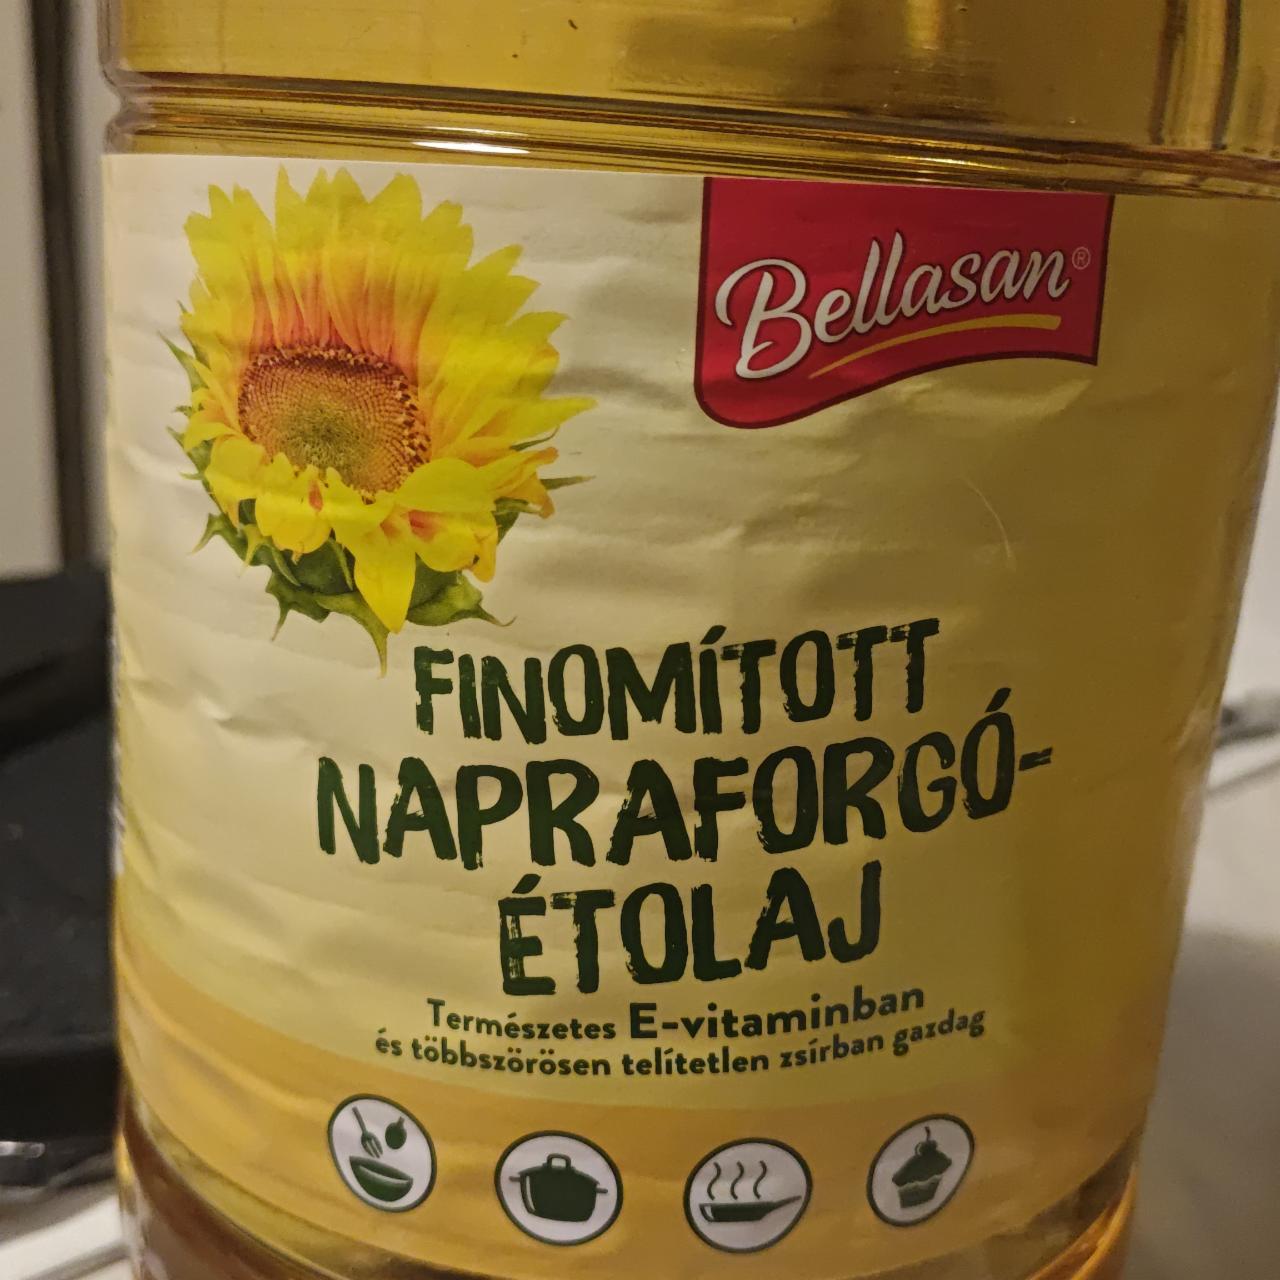 Bellasan®
FINOMÍTOTT
NAPRAFORGÓ-
ÉTOLAJ
Természetes E-vitaminban
és többszörösen telítetlen zsírban gazdag